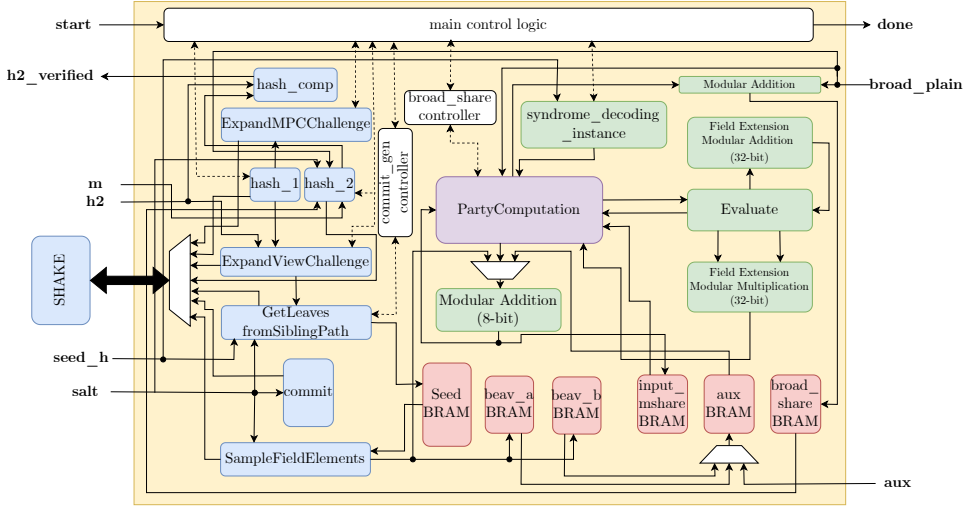 start
main control logic
done
h2_verified
hash_comp
broad_share
controller
Modular Addition
broad_plain
ExpandMPCChallenge
syndrome_decoding
_instance
Field Extension
Modular Addition
(32-bit)
commit_gen
controller
m
h2
hash_1
hash_2
PartyComputation
Evaluate
SHAKE
ExpandViewChallenge
Field Extension
Modular Multiplication
(32-bit)
GetLeaves
fromSiblingPath
Modular Addition
(8-bit)
seed_h
salt
commit
Seed
BRAM
beav_a
BRAM
beav_b
BRAM
input_
mshare
BRAM
aux
BRAM
broad_
share
BRAM
SampleFieldElements
aux